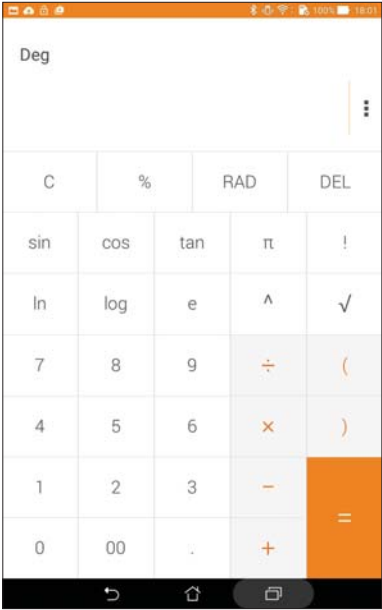 100% 18:01
Deg
C % RAD DEL
sin cos tan π !
ln log e ^ √
7 8 9 ÷ (
4 5 6 × )
1 2 3 −
=
0 00 . +